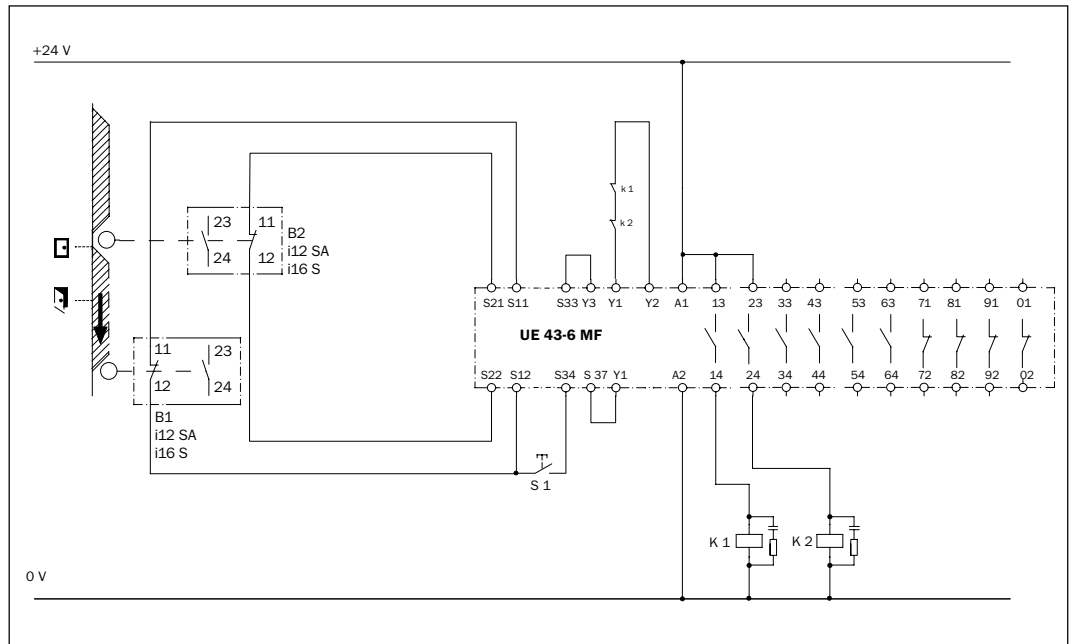 +24 V
k 1
k 2
23 11
24 12
B2
i12 SA
i16 S
S21 S11 S33 Y3 Y1 Y2 A1 13 23 33 43 53 63 71 81 91 01
UE 43-6 MF
S22 S12 S34 S 37 Y1 A2 14 24 34 44 54 64 72 82 92 02
11 23
12 24
B1
i12 SA
i16 S
S 1
K 1
K 2
0 V